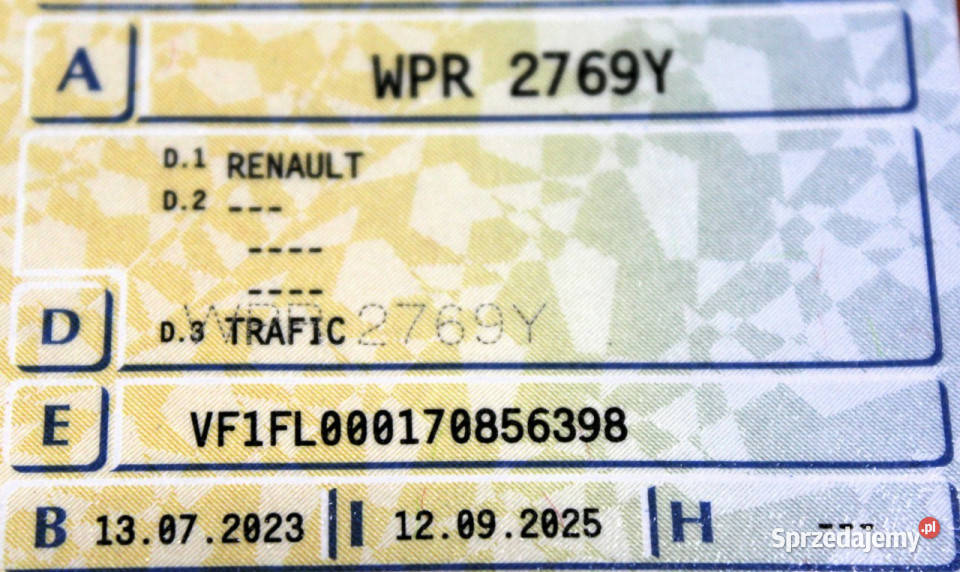 A WPR 2769Y
D.1 RENAULT
D.2 ---
----
----
WPR 2769Y
D D.3 TRAFIC
E VF1FL000170856398
B 13.07.2023 I 12.09.2025 H ---
Sprzedajemy.pl